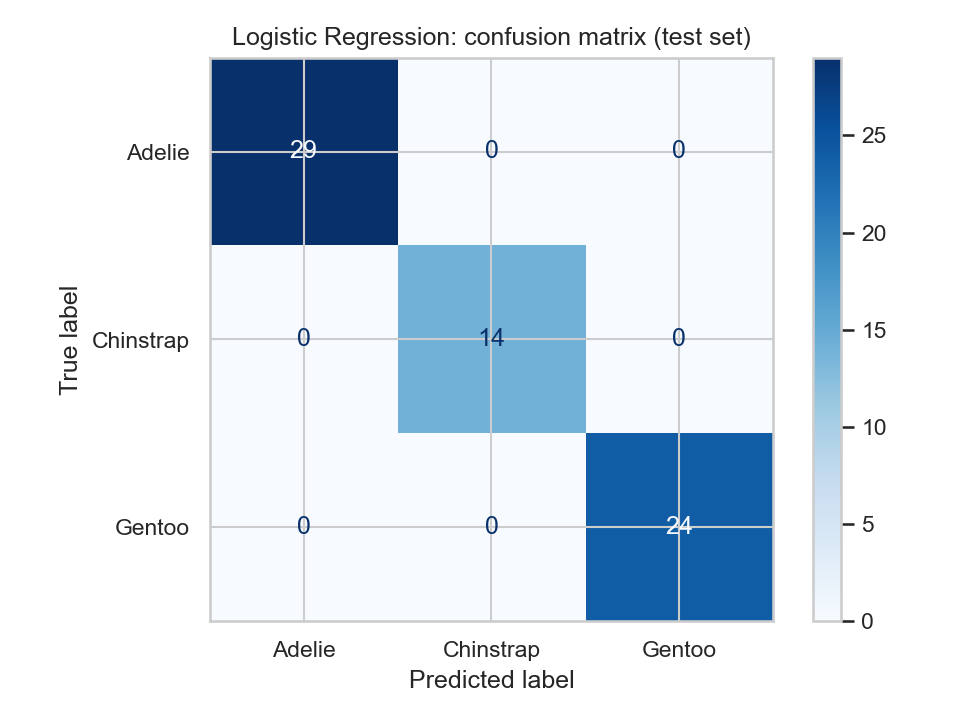 Logistic Regression: confusion matrix (test set)
True label
Adelie
29 0 0
Chinstrap
0 14 0
Gentoo
0 0 24
Adelie Chinstrap Gentoo
Predicted label
25
20
15
10
5
0